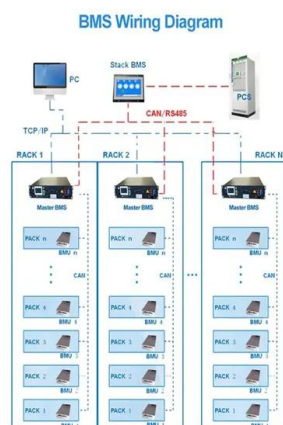 BMS Wiring Diagram
Stack BMS
PC
PCS
CAN/RS485
TCP/IP
RACK 1 RACK 2 RACK N
Master BMS Master BMS Master BMS
PACK n PACK n PACK n
BMU n BMU n BMU n
CAN CAN CAN
... 
PACK 4 PACK 4 PACK 4
BMU 4 BMU 4 BMU 4
PACK 3 PACK 3 PACK 3
BMU 3 BMU 3 BMU 3
PACK 2 PACK 2 PACK 2
BMU 2 BMU 2 BMU 2
PACK 1 PACK 1 PACK 1